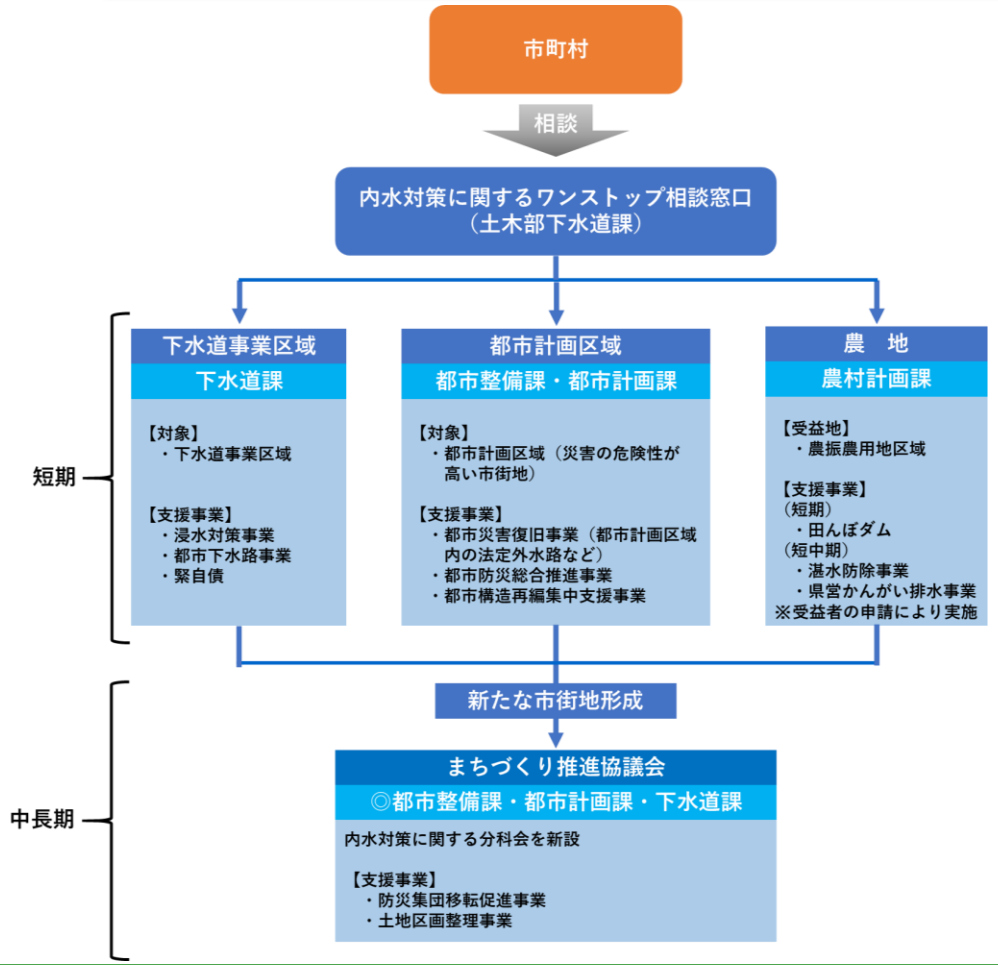 市町村
相談
内水対策に関するワンストップ相談窓口
（土木部下水道課）
短期
下水道事業区域
下水道課
【対象】
・下水道事業区域
【支援事業】
・浸水対策事業
・都市下水路事業
・緊自債
都市計画区域
都市整備課・都市計画課
【対象】
・都市計画区域（災害の危険性が
高い市街地）
【支援事業】
・都市災害復旧事業（都市計画区域
内の法定外水路など）
・都市防災総合推進事業
・都市構造再編集中支援事業
農　地
農村計画課
【受益地】
・農振農用地区域
【支援事業】
(短期)
・田んぼダム
(短中期)
・湛水防除事業
・県営かんがい排水事業
※受益者の申請により実施
中長期
新たな市街地形成
まちづくり推進協議会
◎都市整備課・都市計画課・下水道課
内水対策に関する分科会を新設
【支援事業】
・防災集団移転促進事業
・土地区画整理事業